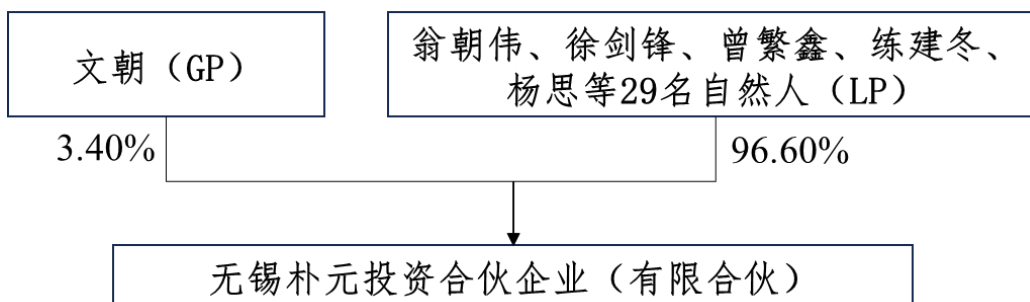 文朝（GP）
翁朝伟、徐剑锋、曾繁鑫、练建冬、
杨思等29名自然人（LP）
3.40%
96.60%
无锡朴元投资合伙企业（有限合伙）